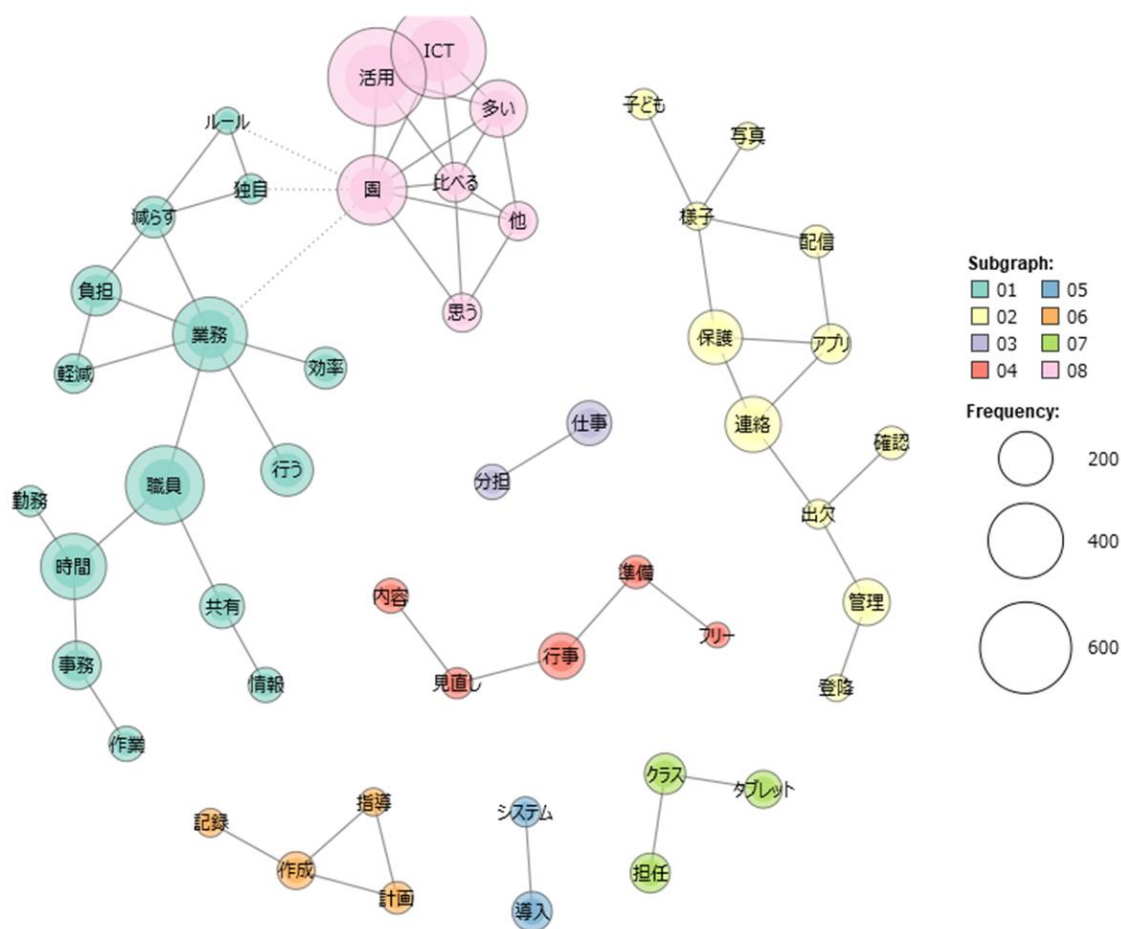 ICT
活用
多い
ルール
園
比べる
独自
他
減らす
思う
負担
業務
軽減
効率
職員
行う
勤務
時間
共有
事務
情報
作業
子ども
写真
様子
配信
保護
アプリ
連絡
確認
出欠
管理
登降
仕事
分担
準備
内容
フリー
行事
見直し
記録
指導
作成
計画
システム
導入
クラス
タブレット
担任
Subgraph:
01 05
02 06
03 07
04 08
Frequency:
200
400
600